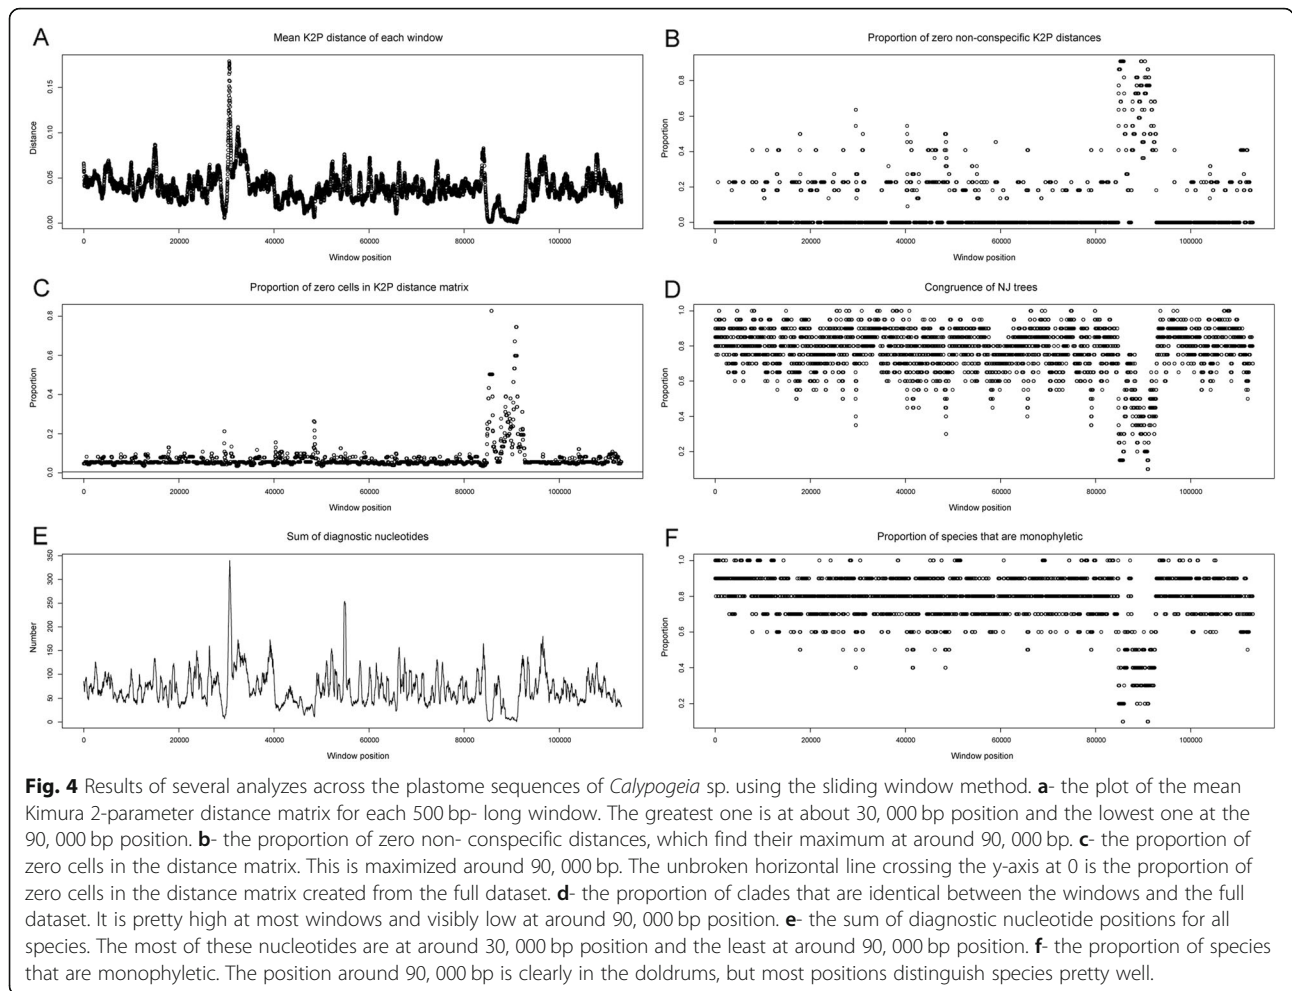 A
Mean K2P distance of each window
Distance
0.15
0.10
0.05
0.00
0
20000
40000
60000
80000
100000
Window position
B
Proportion of zero non-conspecific K2P distances
Proportion
0.8
0.6
0.4
0.2
0.0
0
20000
40000
60000
80000
100000
Window position
C
Proportion of zero cells in K2P distance matrix
Proportion
0.8
0.6
0.4
0.2
0.0
0
20000
40000
60000
80000
100000
Window position
D
Congruence of NJ trees
Proportion
1.0
0.8
0.6
0.4
0.2
0
20000
40000
60000
80000
100000
Window position
E
Sum of diagnostic nucleotides
Number
350
300
250
200
150
100
50
0
0
20000
40000
60000
80000
100000
Window position
F
Proportion of species that are monophyletic
Proportion
1.0
0.8
0.6
0.4
0.2
0
20000
40000
60000
80000
100000
Window position
Fig. 4 Results of several analyzes across the plastome sequences of Calypogeia sp. using the sliding window method. a- the plot of the mean
Kimura 2-parameter distance matrix for each 500 bp- long window. The greatest one is at about 30, 000 bp position and the lowest one at the
90, 000 bp position. b- the proportion of zero non- conspecific distances, which find their maximum at around 90, 000 bp. c- the proportion of
zero cells in the distance matrix. This is maximized around 90, 000 bp. The unbroken horizontal line crossing the y-axis at 0 is the proportion of
zero cells in the distance matrix created from the full dataset. d- the proportion of clades that are identical between the windows and the full
dataset. It is pretty high at most windows and visibly low at around 90, 000 bp position. e- the sum of diagnostic nucleotide positions for all
species. The most of these nucleotides are at around 30, 000 bp position and the least at around 90, 000 bp position. f- the proportion of species
that are monophyletic. The position around 90, 000 bp is clearly in the doldrums, but most positions distinguish species pretty well.